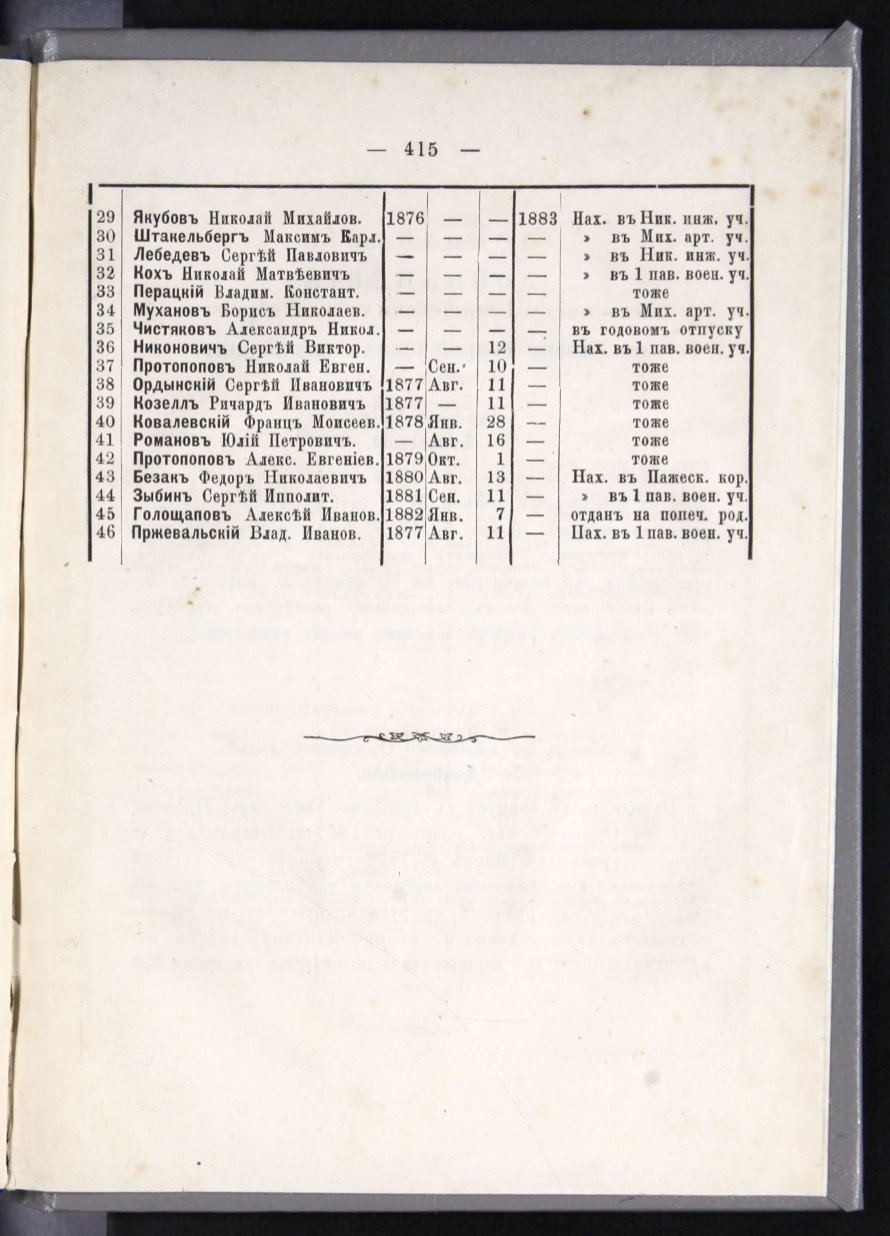 — 415 —
29 Якубовъ Николай Михайлов. 1876 — — 1883 Нах. въ Ник. инж. уч.
30 Штакельбергъ Максимъ Карл. — — — — » въ Мих. арт. уч.
31 Лебедевъ Сергѣй Павловичъ — — — — » въ Ник. инж. уч.
32 Кохъ Николай Матвѣевичъ — — — — » въ 1 пав. воен. уч.
33 Перацкій Владим. Констант. — — — — тоже
34 Мухановъ Борисъ Николаев. — — — — » въ Мих. арт. уч.
35 Чистяковъ Александръ Никол. — — — — въ годовомъ отпуску
36 Никоновичъ Сергѣй Виктор. — — 12 — Нах. въ 1 пав. воен. уч.
37 Протопоповъ Николай Евген. — Сен. 10 — тоже
38 Ордынскій Сергѣй Ивановичъ 1877 Авг. 11 — тоже
39 Козеллъ Ричардъ Ивановичъ 1877 — 11 — тоже
40 Ковалевскій Францъ Моисеев. 1878 Янв. 28 — тоже
41 Романовъ Юлій Петровичъ. — Авг. 16 — тоже
42 Протопоповъ Алекс. Евгеніев. 1879 Окт. 1 — тоже
43 Безакъ Федоръ Николаевичъ 1880 Авг. 13 — Нах. въ Пажеск. кор.
44 Зыбинъ Сергѣй Ипполит. 1881 Сен. 11 — » въ 1 пав. воен. уч.
45 Голощаповъ Алексѣй Иванов. 1882 Янв. 7 — отданъ на попеч. род.
46 Пржевальскій Влад. Иванов. 1877 Авг. 11 — Нах. въ 1 пав. воен. уч.